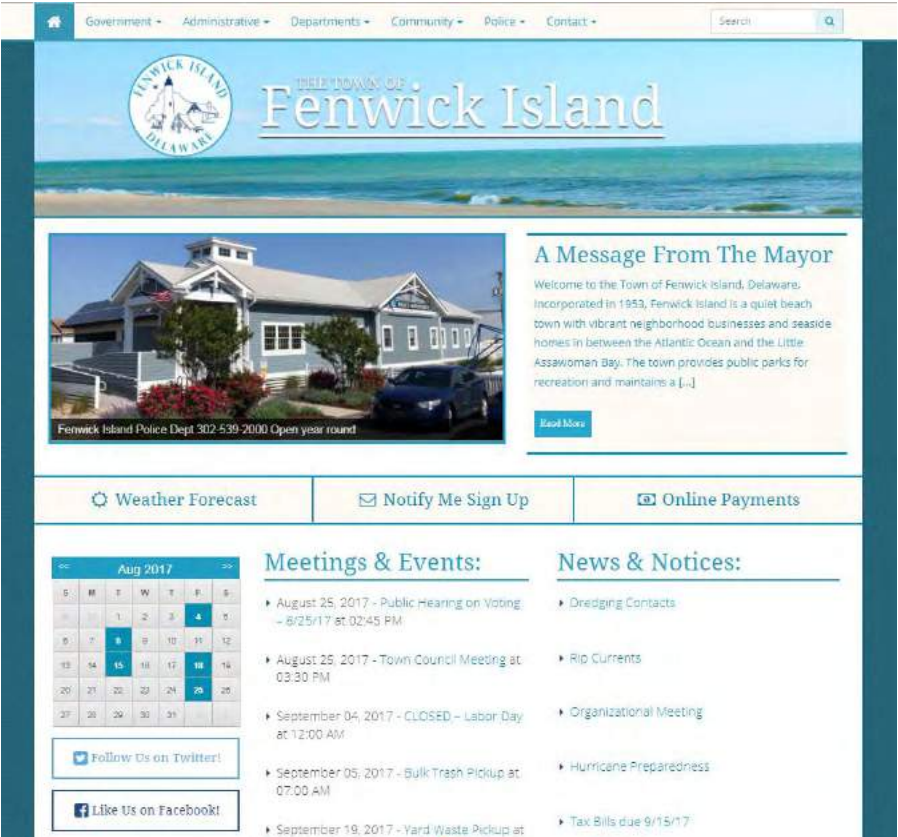 Government Administrative Departments Community Police Contact Search
FENWICK ISLAND
DELAWARE
THE TOWN OF
Fenwick Island
A Message From The Mayor
Welcome to the Town of Fenwick Island, Delaware.
Incorporated in 1953, Fenwick Island is a quiet beach
town with vibrant neighborhood businesses and seaside
homes in between the Atlantic Ocean and the Little
Assawoman Bay. The town provides public parks for
recreation and maintains a [...]
Read More
Fenwick Island Police Dept 302-539-2000 Open year round
Weather Forecast
Notify Me Sign Up
Online Payments
<< Aug 2017 >>
S M T W T F S
1 2 3 4 5
6 7 8 9 10 11 12
13 14 15 16 17 18 19
20 21 22 23 24 25 26
27 28 29 30 31
Follow Us on Twitter!
Like Us on Facebook!
Meetings & Events:
August 25, 2017 - Public Hearing on Voting
– 8/25/17 at 02:45 PM
August 25, 2017 - Town Council Meeting at
03:30 PM
September 04, 2017 - CLOSED – Labor Day
at 12:00 AM
September 05, 2017 - Bulk Trash Pickup at
07:00 AM
September 19, 2017 - Yard Waste Pickup at
News & Notices:
Dredging Contacts
Rip Currents
Organizational Meeting
Hurricane Preparedness
Tax Bills due 9/15/17